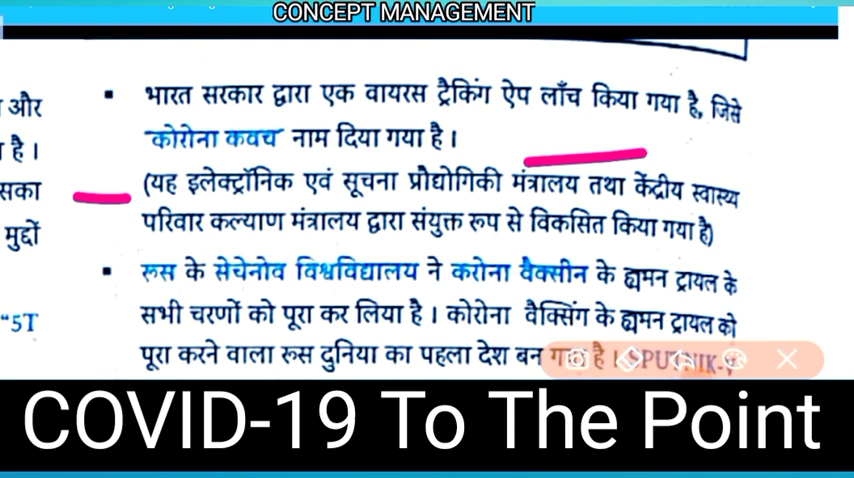 CONCEPT MANAGEMENT
और
है।
सका
मुद्दों
"5T
▪ भारत सरकार द्वारा एक वायरस ट्रैकिंग ऐप लाँच किया गया है, जिसे
'कोरोना कवच' नाम दिया गया है।
(यह इलेक्ट्रॉनिक एवं सूचना प्रौद्योगिकी मंत्रालय तथा केंद्रीय स्वास्थ्य
परिवार कल्याण मंत्रालय द्वारा संयुक्त रूप से विकसित किया गया है)
▪ रूस के सेचेनोव विश्वविद्यालय ने करोना वैक्सीन के ह्यमन ट्रायल के
सभी चरणों को पूरा कर लिया है। कोरोना वैक्सिंग के ह्यमन ट्रायल को
पूरा करने वाला रूस दुनिया का पहला देश बन गया है। SPUTNIK-V
COVID-19 To The Point